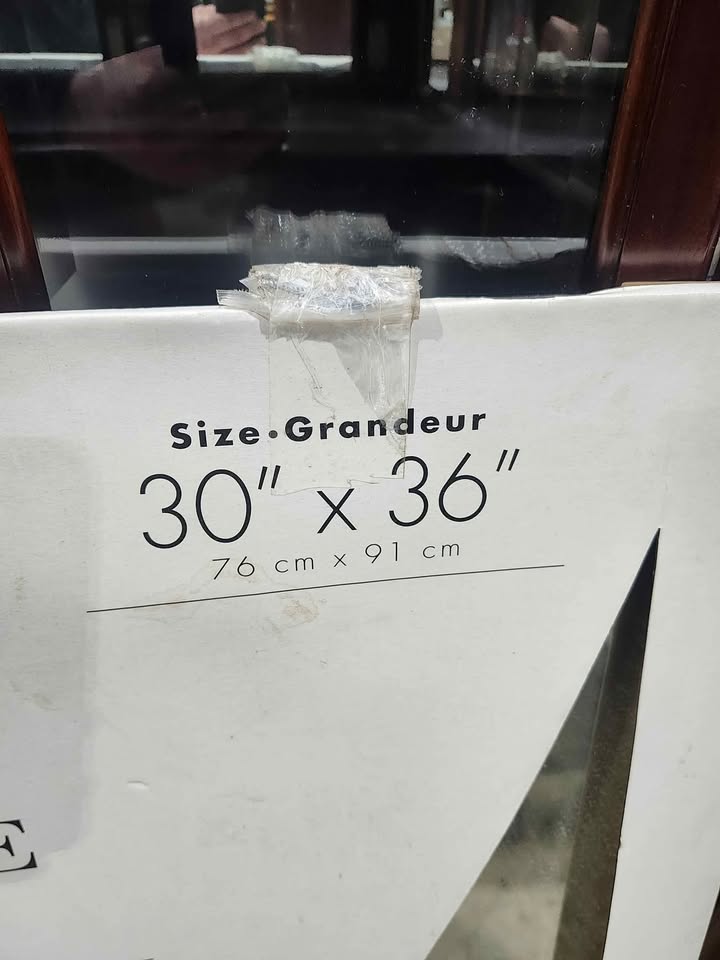 Size•Grandeur
30" x 36"
76 cm x 91 cm
E